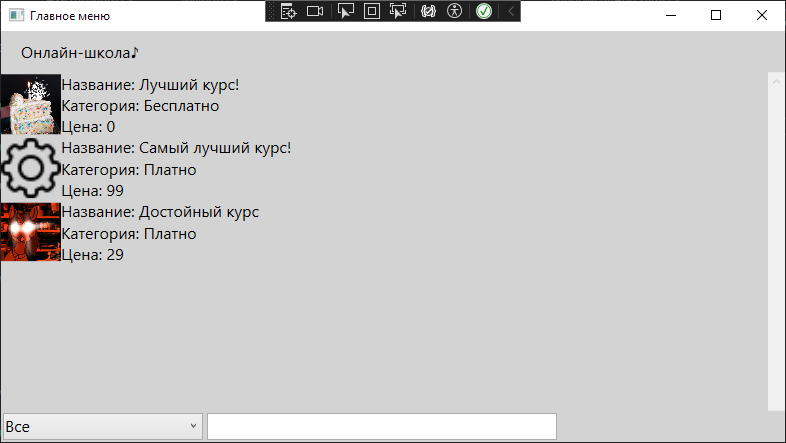 Главное меню
Онлайн-школа♪
Название: Лучший курс!
Категория: Бесплатно
Цена: 0
Название: Самый лучший курс!
Категория: Платно
Цена: 99
Название: Достойный курс
Категория: Платно
Цена: 29
Все